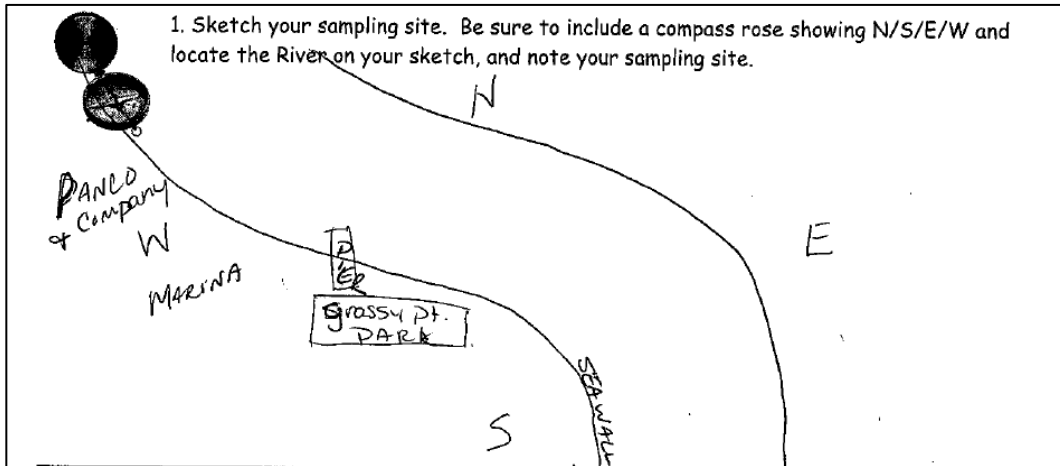 1. Sketch your sampling site. Be sure to include a compass rose showing N/S/E/W and
locate the River on your sketch, and note your sampling site.
N
PANCO
& Company
W
E
MARINA
PIER
grassy pt.
PARK
SEAWALL
S